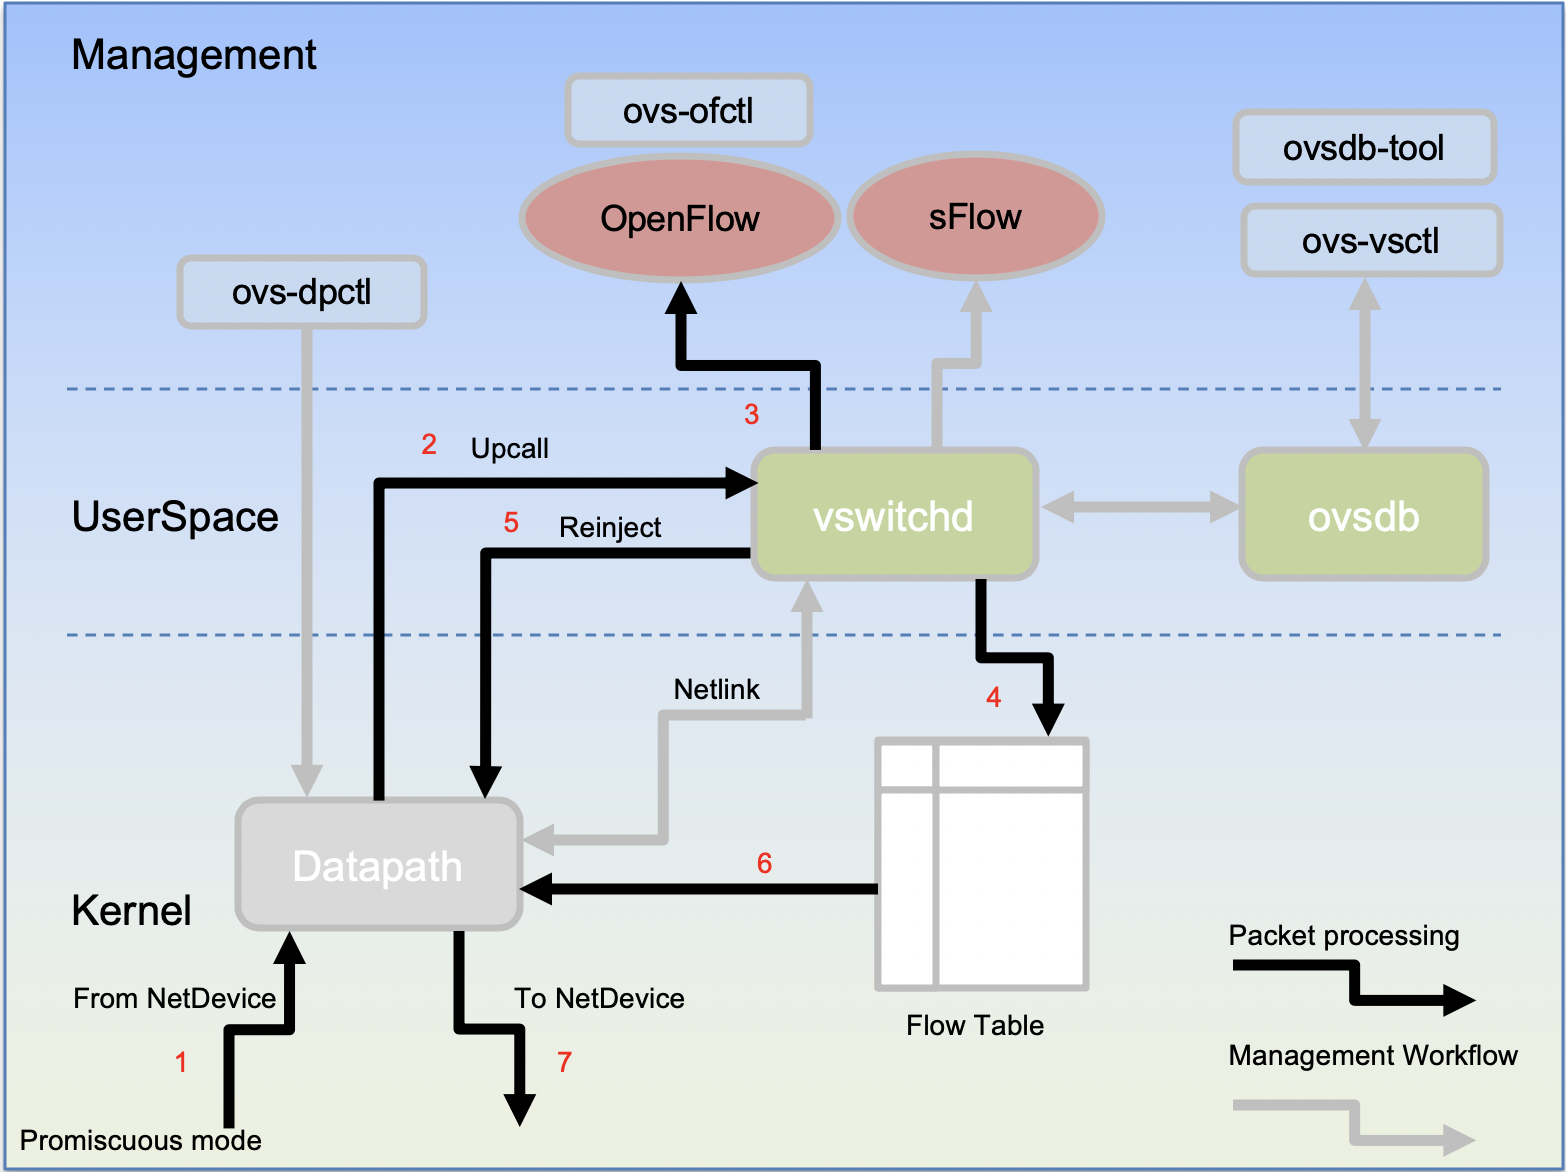 Management
ovs-ofctl
ovsdb-tool
OpenFlow
sFlow
ovs-vsctl
ovs-dpctl
3
2
Upcall
UserSpace
5
Reinject
vswitchd
ovsdb
Netlink
4
Datapath
6
Kernel
Packet processing
From NetDevice
To NetDevice
Flow Table
1
7
Management Workflow
Promiscuous mode